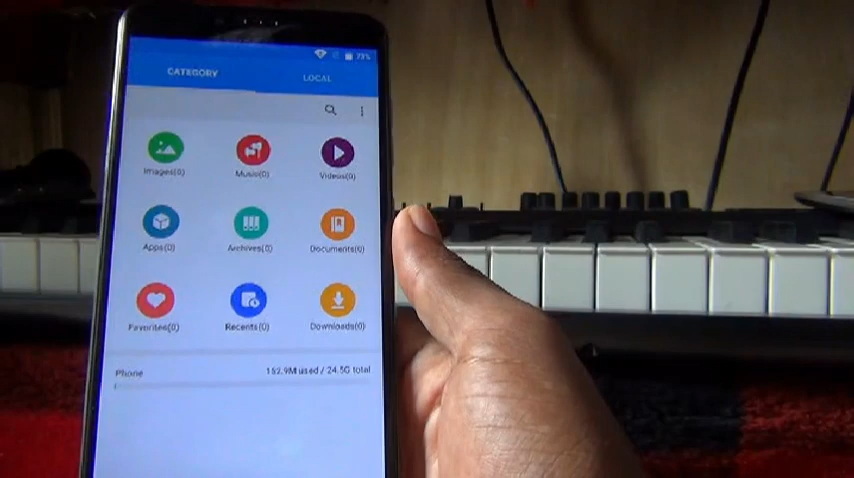 73%
CATEGORY LOCAL
Images(0) Music(0) Videos(0)
Apps(0) Archives(0) Documents(0)
Favorites(0) Recents(0) Downloads(0)
Phone 152.9M used / 24.5G total